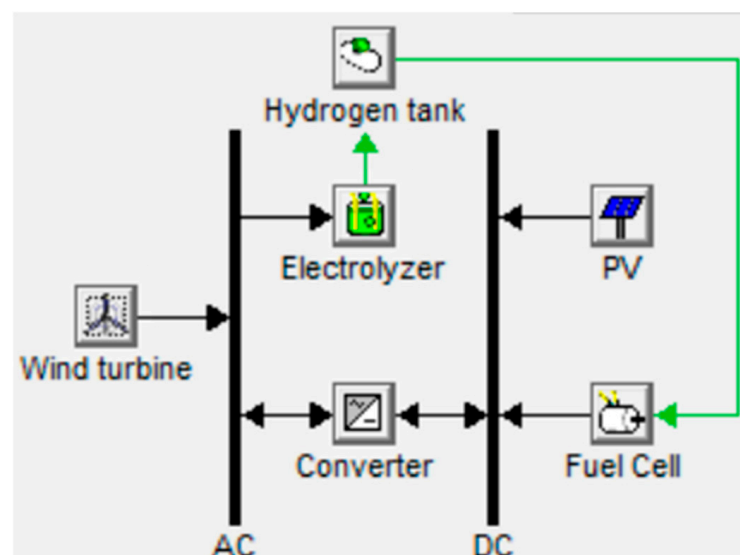 Hydrogen tank
Electrolyzer
PV
Wind turbine
Converter
Fuel Cell
AC
DC